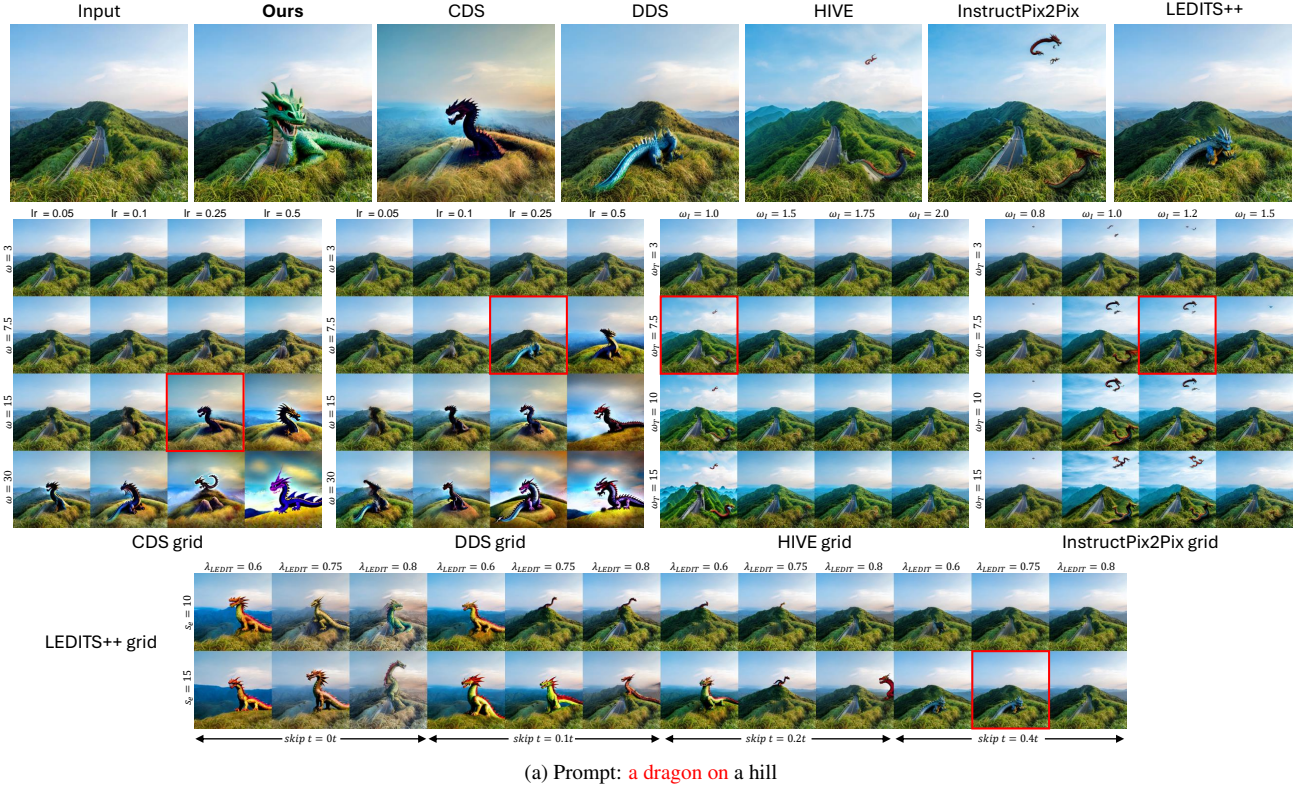 Input Ours CDS DDS HIVE InstructPix2Pix LEDITS++
lr = 0.05 lr = 0.1 lr = 0.25 lr = 0.5 lr = 0.05 lr = 0.1 lr = 0.25 lr = 0.5 ω_I = 1.0 ω_I = 1.5 ω_I = 1.75 ω_I = 2.0 ω_I = 0.8 ω_I = 1.0 ω_I = 1.2 ω_I = 1.5
ω = 3 ω = 3 ω_T = 3 ω_T = 3
ω = 7.5 ω = 7.5 ω_T = 7.5 ω_T = 7.5
ω = 15 ω = 15 ω_T = 10 ω_T = 10
ω = 30 ω = 30 ω_T = 15 ω_T = 15
CDS grid DDS grid HIVE grid InstructPix2Pix grid
λ_LEDIT = 0.6 λ_LEDIT = 0.75 λ_LEDIT = 0.8 λ_LEDIT = 0.6 λ_LEDIT = 0.75 λ_LEDIT = 0.8 λ_LEDIT = 0.6 λ_LEDIT = 0.75 λ_LEDIT = 0.8 λ_LEDIT = 0.6 λ_LEDIT = 0.75 λ_LEDIT = 0.8
s_e = 10
LEDITS++ grid
s_e = 15
skip t = 0t skip t = 0.1t skip t = 0.2t skip t = 0.4t
(a) Prompt: a dragon on a hill